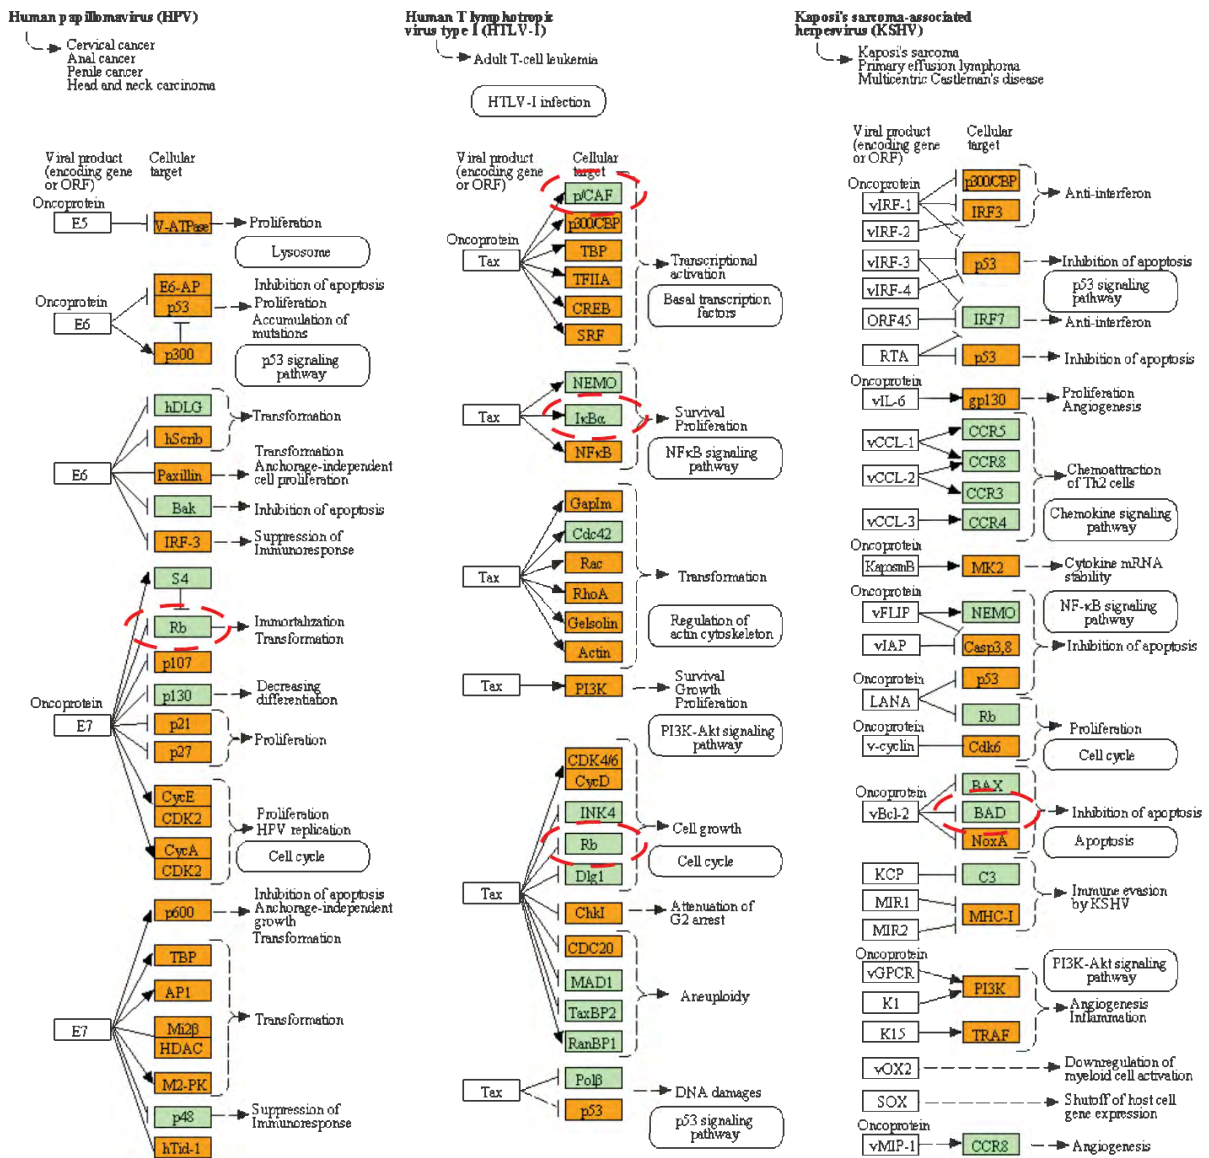 Human papillomavirus (HPV)
Cervical cancer
Anal cancer
Penile cancer
Head and neck carcinoma
Viral product
(encoding gene
or ORF)
Cellular
target
Oncoprotein
E5
V-ATPase
Proliferation
Lysosome
Oncoprotein
E6
E6-AP
p53
p300
Inhibition of apoptosis
Proliferation
Accumulation of
mutations
p53 signaling
pathway
E6
hDLG
hScrib
Transformation
Paxillin
Transformation
Anchorage-independent
cell proliferation
Bak
Inhibition of apoptosis
IRF-3
Suppression of
Immunoresponse
Oncoprotein
E7
S4
Rb
Immortalization
Transformation
p107
p130
Decreasing
differentiation
p21
p27
Proliferation
CycE
CDK2
CycA
CDK2
Proliferation
HPV replication
Cell cycle
E7
p600
Inhibition of apoptosis
Anchorage-independent
growth
Transformation
TBP
AP1
Mi2β
HDAC
M2-PK
Transformation
p48
Suppression of
Immunoresponse
hTid-1
Human T lymphotropic
virus type I (HTLV-I)
Adult T-cell leukemia
HTLV-I infection
Viral product
(encoding gene
or ORF)
Cellular
target
Oncoprotein
Tax
p/CAF
p300/CBP
TBP
TFIIA
CREB
SRF
Transcriptional
activation
Basal transcription
factors
Tax
NEMO
IκBα
NFκB
Survival
Proliferation
NFκB signaling
pathway
Tax
GapIm
Cdc42
Rac
RhoA
Gelsolin
Actin
Transformation
Regulation of
actin cytoskeleton
Tax
PI3K
Survival
Growth
Proliferation
PI3K-Akt signaling
pathway
Tax
CDK4/6
CycD
INK4
Rb
Dlg1
Cell growth
Cell cycle
ChkI
Attenuation of
G2 arrest
CDC20
MAD1
TaxBP2
RanBP1
Aneuploidy
Tax
Polβ
p53
DNA damages
p53 signaling
pathway
Kaposi's sarcoma-associated
herpesvirus (KSHV)
Kaposi's sarcoma
Primary effusion lymphoma
Multicentric Castleman's disease
Viral product
(encoding gene
or ORF)
Cellular
target
Oncoprotein
vIRF-1
vIRF-2
vIRF-3
vIRF-4
ORF45
RTA
p300/CBP
IRF3
Anti-interferon
p53
Inhibition of apoptosis
p53 signaling
pathway
IRF7
Anti-interferon
p53
Inhibition of apoptosis
Oncoprotein
vIL-6
gp130
Proliferation
Angiogenesis
vCCL-1
vCCL-2
vCCL-3
CCR5
CCR8
CCR3
CCR4
Chemoattraction
of Th2 cells
Chemokine signaling
pathway
Oncoprotein
KaposinB
MK2
Cytokine mRNA
stability
Oncoprotein
vFLIP
vIAP
NEMO
Casp3,8
p53
NF-κB signaling
pathway
Inhibition of apoptosis
Oncoprotein
LANA
Rb
Oncoprotein
v-cyclin
Cdk6
Proliferation
Cell cycle
Oncoprotein
vBcl-2
BAX
BAD
NoxA
Inhibition of apoptosis
Apoptosis
KCP
MIR1
MIR2
C3
MHC-I
Immune evasion
by KSHV
Oncoprotein
vGPCR
K1
K15
PI3K
TRAF
PI3K-Akt signaling
pathway
Angiogenesis
Inflammation
vOX2
Downregulation of
myeloid cell activation
SOX
Shutoff of host cell
gene expression
Oncoprotein
vMIP-1
CCR8
Angiogenesis